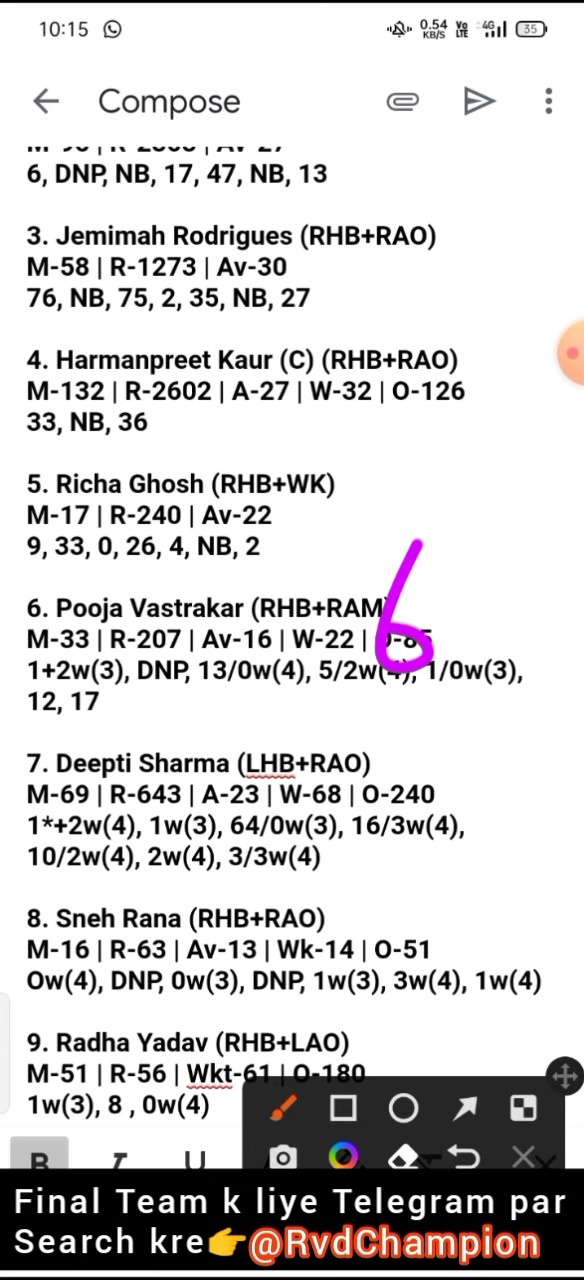 10:15
0.54 KB/S Vo LTE 4G 35
Compose
6, DNP, NB, 17, 47, NB, 13
3. Jemimah Rodrigues (RHB+RAO)
M-58 | R-1273 | Av-30
76, NB, 75, 2, 35, NB, 27
4. Harmanpreet Kaur (C) (RHB+RAO)
M-132 | R-2602 | A-27 | W-32 | O-126
33, NB, 36
5. Richa Ghosh (RHB+WK)
M-17 | R-240 | Av-22
9, 33, 0, 26, 4, NB, 2
6
6. Pooja Vastrakar (RHB+RAM
M-33 | R-207 | Av-16 | W-22 |
1+2w(3), DNP, 13/0w(4), 5/2w(4), 1/0w(3),
12, 17
7. Deepti Sharma (LHB+RAO)
M-69 | R-643 | A-23 | W-68 | O-240
1*+2w(4), 1w(3), 64/0w(3), 16/3w(4),
10/2w(4), 2w(4), 3/3w(4)
8. Sneh Rana (RHB+RAO)
M-16 | R-63 | Av-13 | Wk-14 | O-51
0w(4), DNP, 0w(3), DNP, 1w(3), 3w(4), 1w(4)
9. Radha Yadav (RHB+LAO)
M-51 | R-56 | Wkt-61 | O-180
1w(3), 8 , 0w(4)
B I U
Final Team k liye Telegram par
Search kre👉@RvdChampion